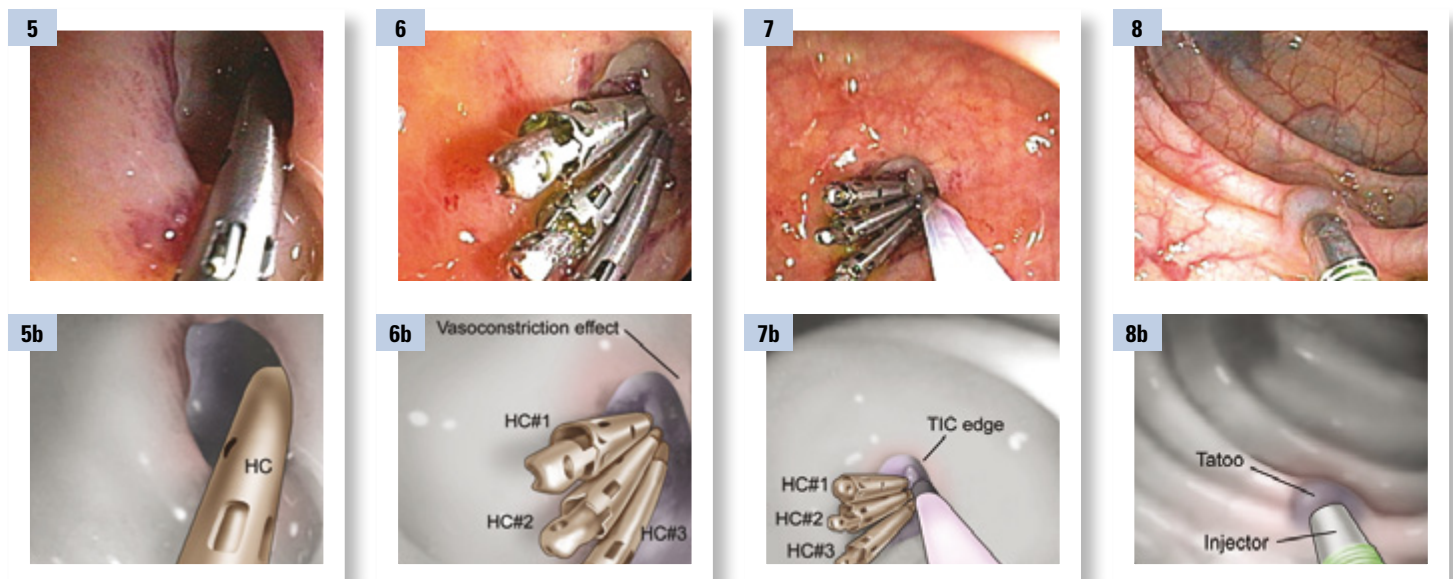 5
6
7
8
5b
HC
6b
Vasoconstriction effect
HC#1
HC#2
HC#3
7b
TIC edge
HC#1
HC#2
HC#3
8b
Tatoo
Injector